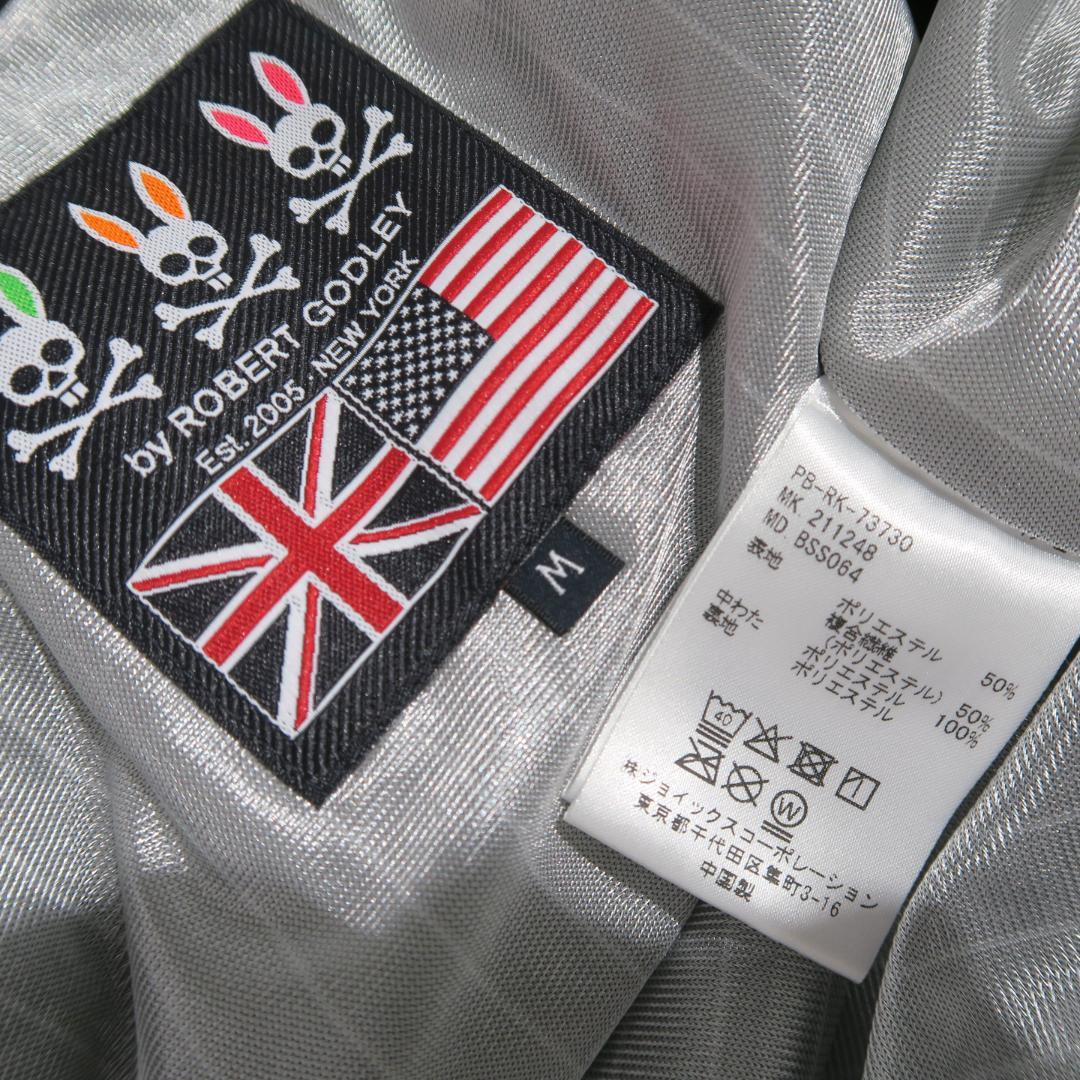 by ROBERT GODLEY
Est. 2005 NEW YORK
M
PB-RK-73730
MK 211248
MD BSS064
表地
ポリエステル 50%
複合繊維
(ポリエステル) 50%
中わた ポリエステル 100%
裏地 ポリエステル
40
W
株ジョイックスコーポレーション
東京都千代田区隼町3-16
中国製